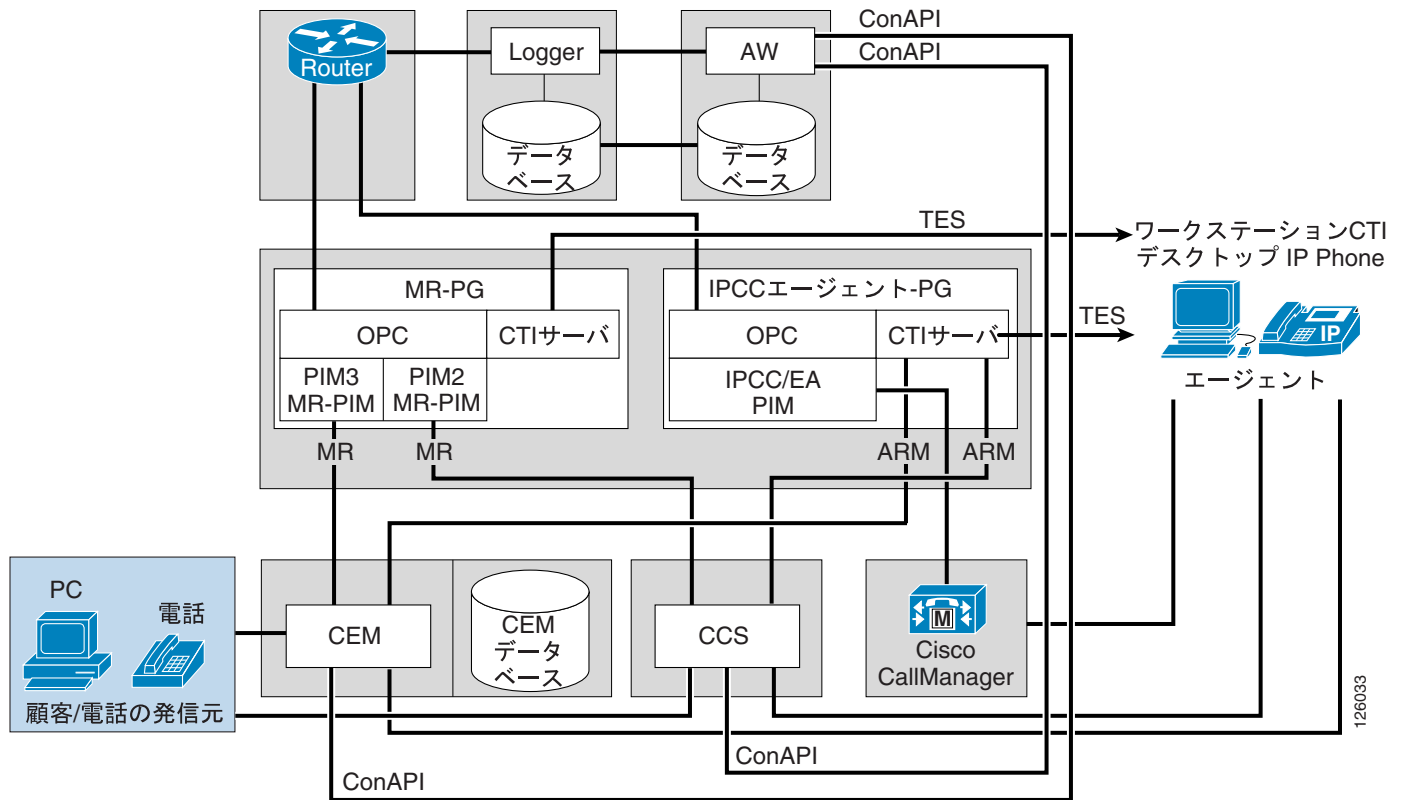 ConAPI
ConAPI
Router
Logger
AW
データ
ベース
データ
ベース
TES
ワークステーションCTI
デスクトップ IP Phone
MR-PG
IPCCエージェント-PG
OPC
CTIサーバ
OPC
CTIサーバ
TES
IP
PIM3
MR-PIM
PIM2
MR-PIM
IPCC/EA
PIM
エージェント
MR
MR
ARM
ARM
PC
電話
CEM
CEM
データ
ベース
CCS
M
Cisco
CallManager
顧客/電話の発信元
ConAPI
ConAPI
126033